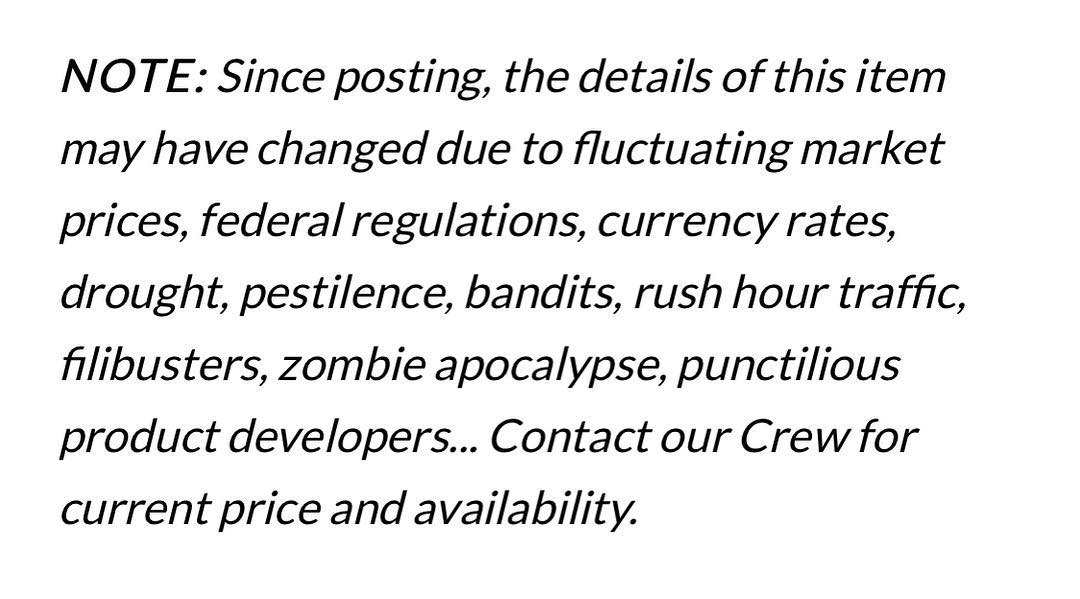 NOTE: Since posting, the details of this item
may have changed due to fluctuating market
prices, federal regulations, currency rates,
drought, pestilence, bandits, rush hour traffic,
filibusters, zombie apocalypse, punctilious
product developers... Contact our Crew for
current price and availability.